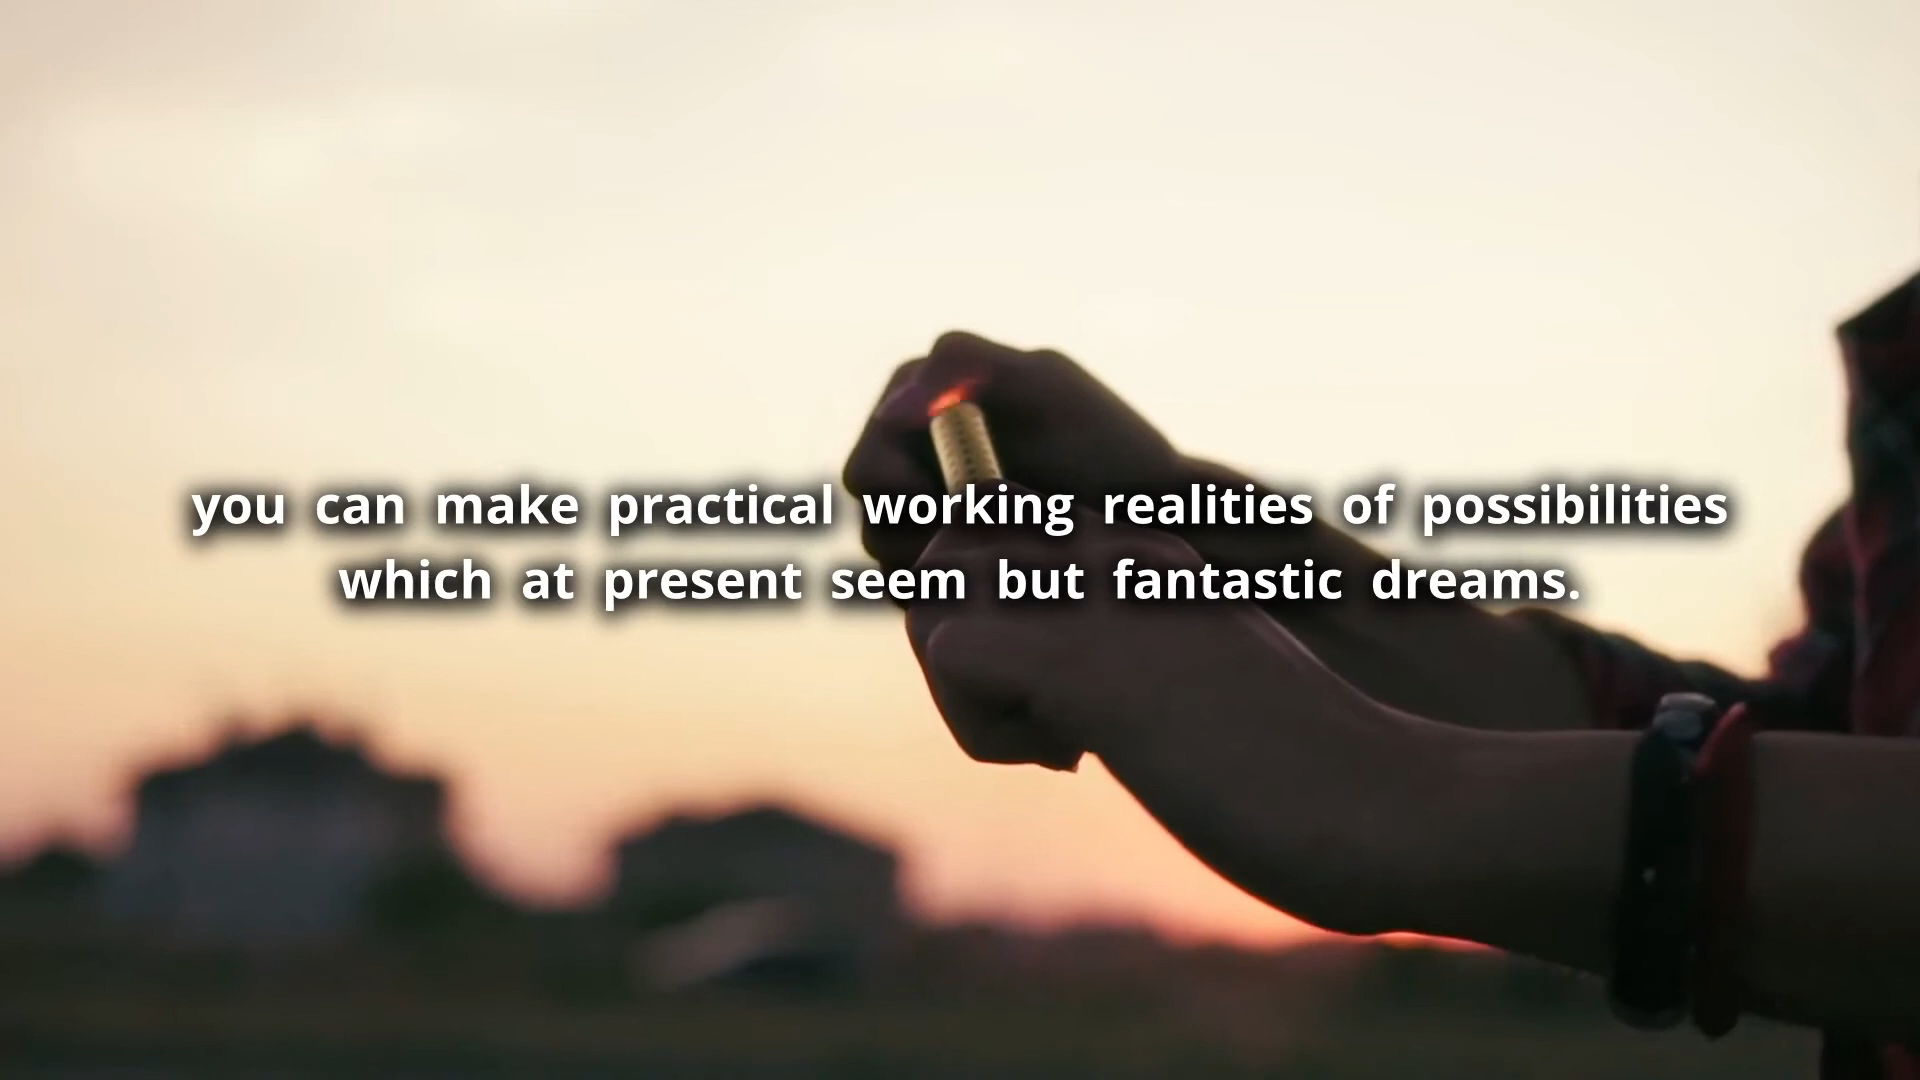 you can make practical working realities of possibilities
which at present seem but fantastic dreams.